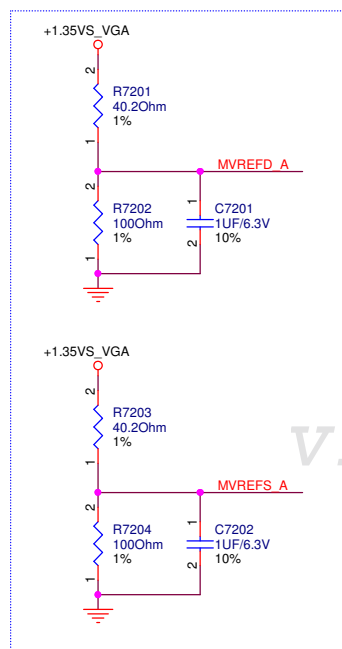 +1.35VS_VGA
2
R7201
40.2Ohm
1%
1
MVREFD_A
2
R7202
100Ohm
1%
1
1
C7201
1UF/6.3V
2
10%
+1.35VS_VGA
2
R7203
40.2Ohm
1%
1
MVREFS_A
2
R7204
100Ohm
1%
1
1
C7202
1UF/6.3V
2
10%
v.